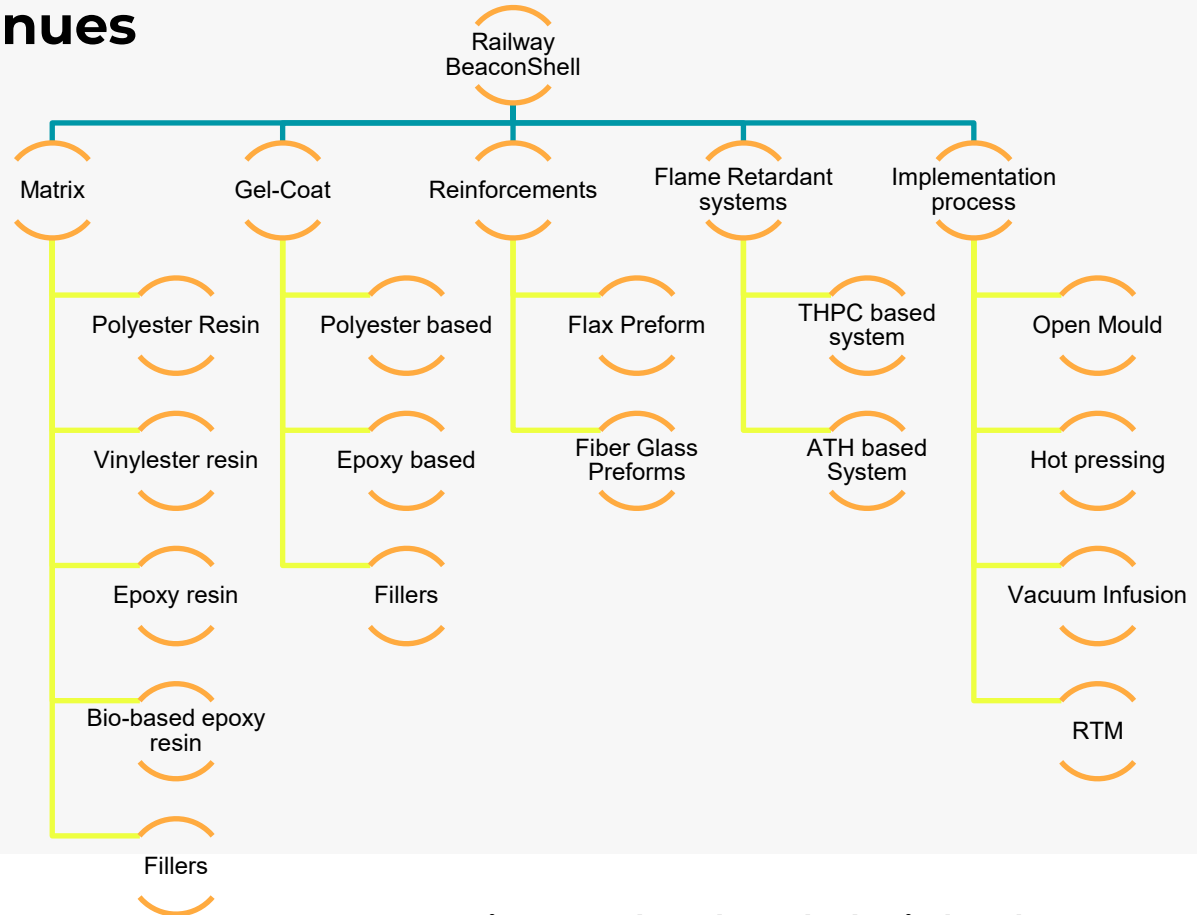 nues
Railway
BeaconShell
Matrix
Gel-Coat
Reinforcements
Flame Retardant
systems
Implementation
process
Polyester Resin
Polyester based
Flax Preform
THPC based
system
Open Mould
Vinylester resin
Epoxy based
Fiber Glass
Preforms
ATH based
System
Hot pressing
Epoxy resin
Fillers
Vacuum Infusion
Bio-based epoxy
resin
RTM
Fillers